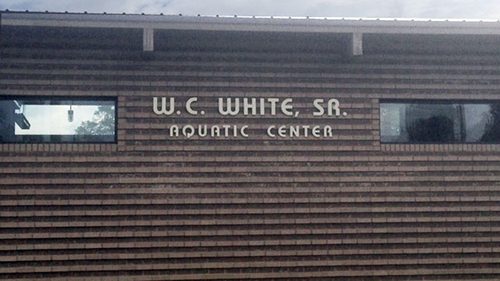 W.C. WHITE, SR.
AQUATIC CENTER